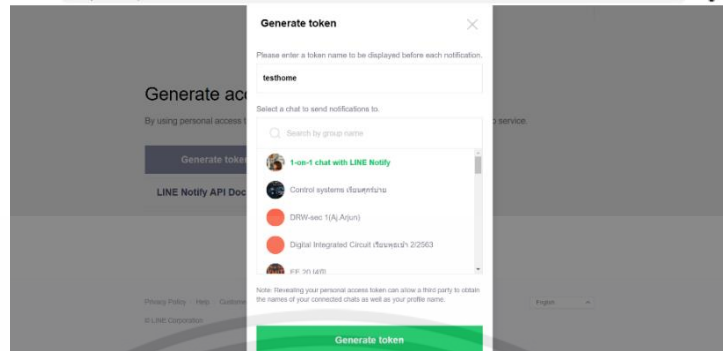 Generate token
Please enter a token name to be displayed before each notification.
testhome
Generate acc
Select a chat to send notifications to.
By using personal access t
o service.
Search by group name
Generate token
1-on-1 chat with LINE Notify
LINE Notify API Doc
Control systems
DRW-sec 1(Aj.Arjun)
Digital Integrated Circuit 2/2563
Note: Revealing your personal access token can allow a third party to obtain
the names of your connected chats as well as your profile name.
Privacy Policy Help Custome
English
© LINE Corporation
Generate token